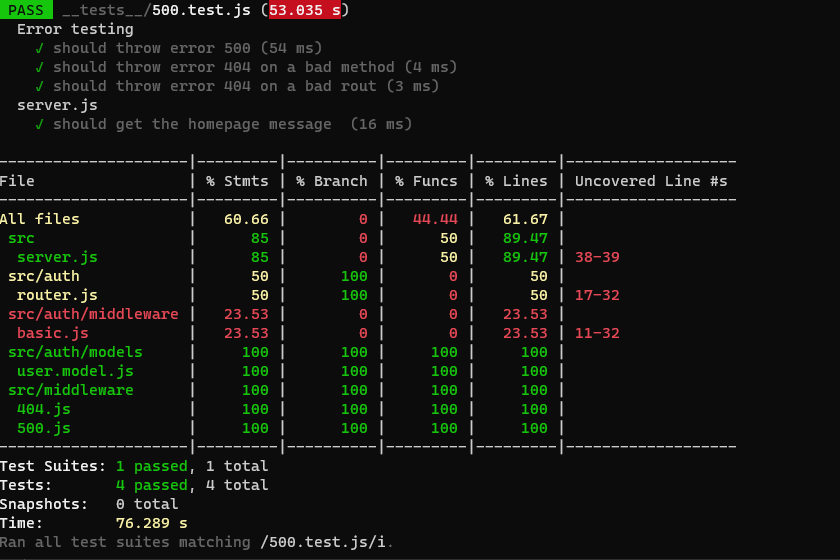 PASS __tests__/500.test.js (53.035 s)
Error testing
√ should throw error 500 (54 ms)
√ should throw error 404 on a bad method (4 ms)
√ should throw error 404 on a bad rout (3 ms)
server.js
√ should get the homepage message  (16 ms)
---------------------|---------|----------|---------|---------|-------------------
File                 | % Stmts | % Branch | % Funcs | % Lines | Uncovered Line #s
---------------------|---------|----------|---------|---------|-------------------
All files            |   60.66 |        0 |   44.44 |   61.67 |
 src                 |      85 |        0 |      50 |   89.47 |
  server.js          |      85 |        0 |      50 |   89.47 | 38-39
 src/auth            |      50 |      100 |       0 |      50 |
  router.js          |      50 |      100 |       0 |      50 | 17-32
 src/auth/middleware |   23.53 |        0 |       0 |   23.53 |
  basic.js           |   23.53 |        0 |       0 |   23.53 | 11-32
 src/auth/models     |     100 |      100 |     100 |     100 |
  user.model.js      |     100 |      100 |     100 |     100 |
 src/middleware      |     100 |      100 |     100 |     100 |
  404.js             |     100 |      100 |     100 |     100 |
  500.js             |     100 |      100 |     100 |     100 |
---------------------|---------|----------|---------|---------|-------------------
Test Suites: 1 passed, 1 total
Tests:       4 passed, 4 total
Snapshots:   0 total
Time:        76.289 s
Ran all test suites matching /500.test.js/i.